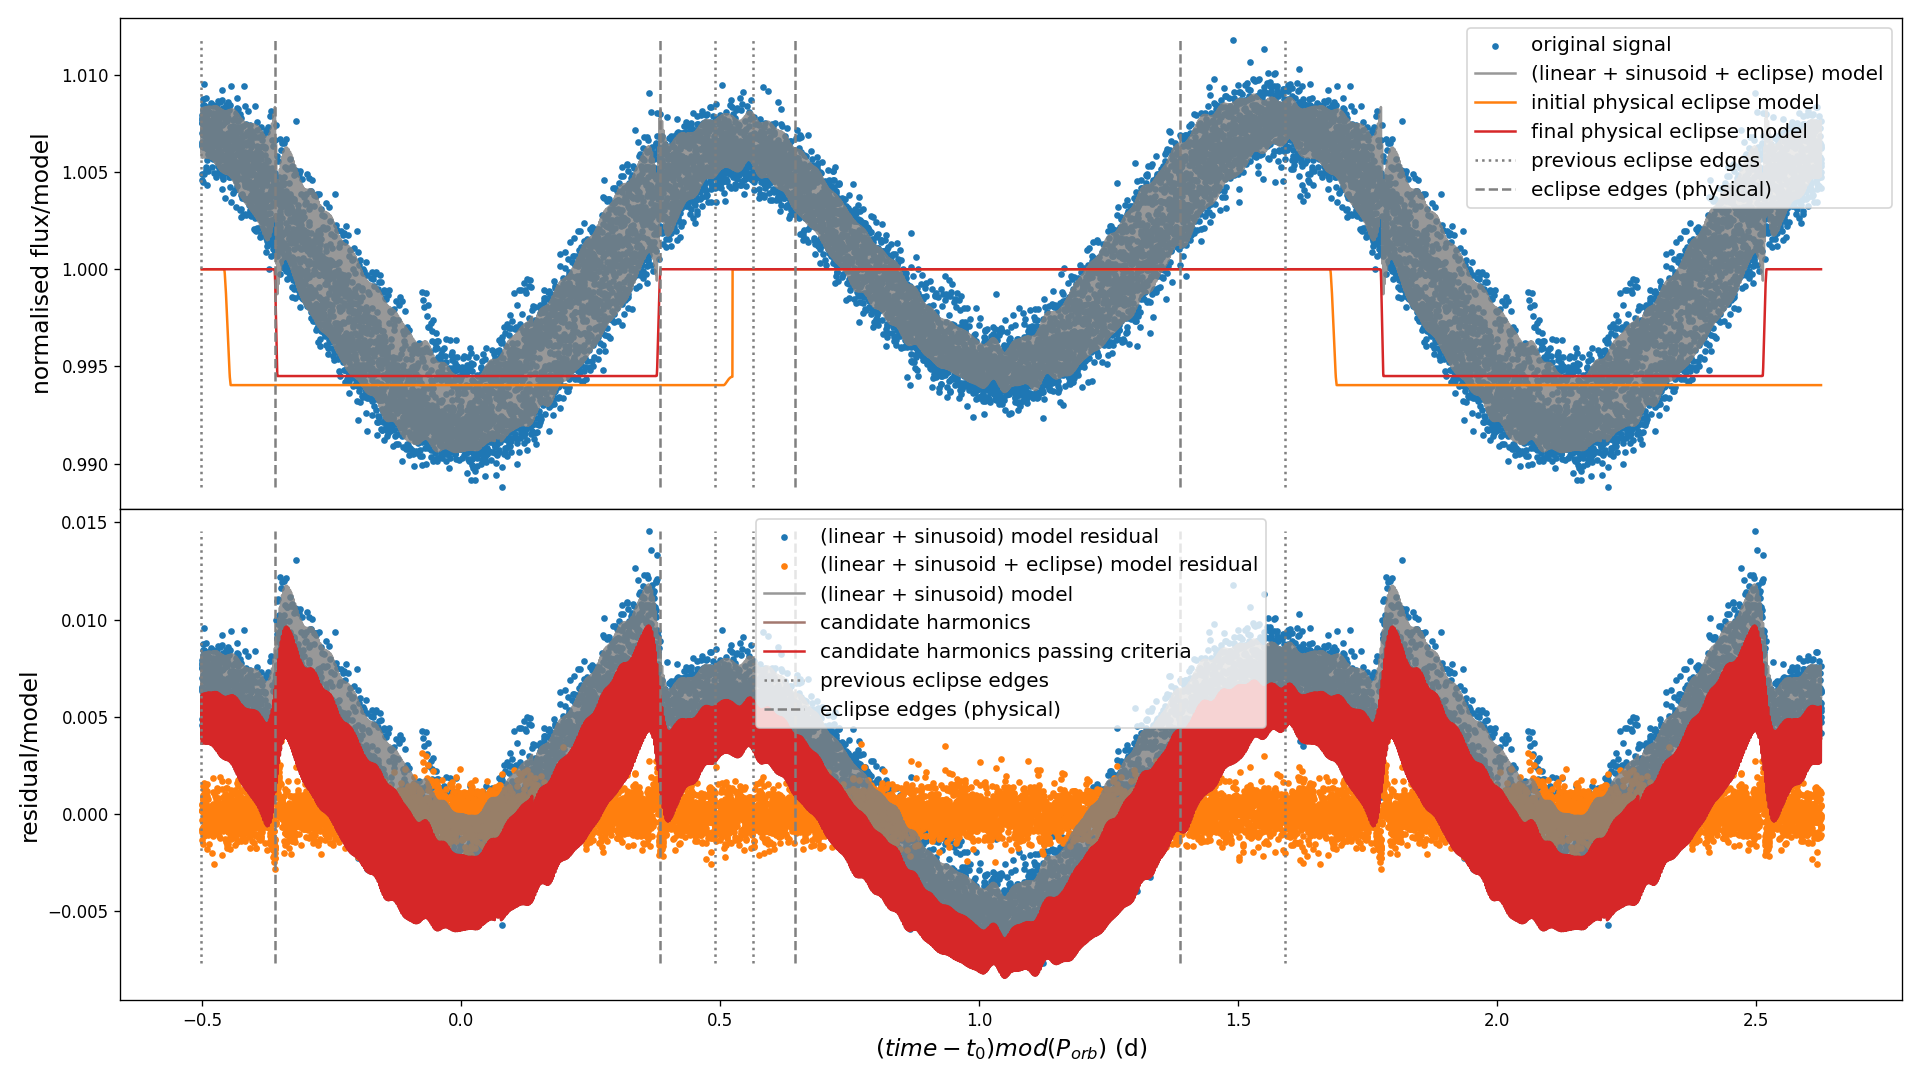 normalised flux/model
1.010
1.005
1.000
0.995
0.990
original signal
(linear + sinusoid + eclipse) model
initial physical eclipse model
final physical eclipse model
previous eclipse edges
eclipse edges (physical)
residual/model
0.015
0.010
0.005
0.000
−0.005
(linear + sinusoid) model residual
(linear + sinusoid + eclipse) model residual
(linear + sinusoid) model
candidate harmonics
candidate harmonics passing criteria
previous eclipse edges
eclipse edges (physical)
−0.5 0.0 0.5 1.0 1.5 2.0 2.5
(time − t₀)mod(Pₒᵣb) (d)